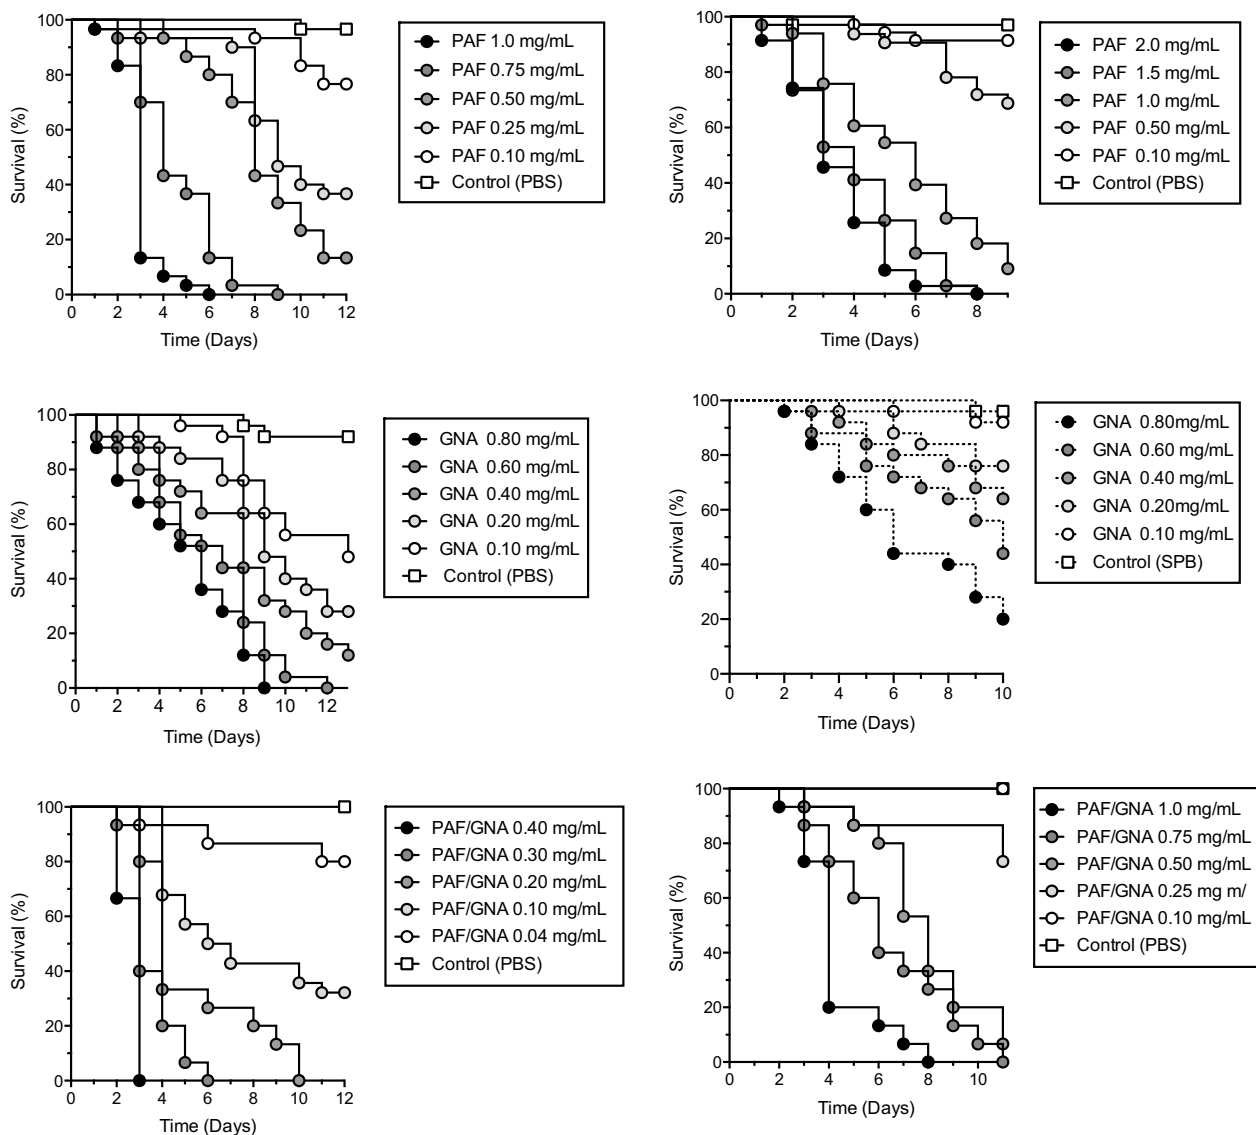 100
80
60
40
20
0
Survival (%)
0 2 4 6 8 10 12
Time (Days)
PAF 1.0 mg/mL
PAF 0.75 mg/mL
PAF 0.50 mg/mL
PAF 0.25 mg/mL
PAF 0.10 mg/mL
Control (PBS)
100
80
60
40
20
0
Survival (%)
0 2 4 6 8
Time (Days)
PAF 2.0 mg/mL
PAF 1.5 mg/mL
PAF 1.0 mg/mL
PAF 0.50 mg/mL
PAF 0.10 mg/mL
Control (PBS)
100
80
60
40
20
0
Survival (%)
0 2 4 6 8 10 12
Time (Days)
GNA 0.80 mg/mL
GNA 0.60 mg/mL
GNA 0.40 mg/mL
GNA 0.20 mg/mL
GNA 0.10 mg/mL
Control (PBS)
100
80
60
40
20
0
Survival (%)
0 2 4 6 8 10
Time (Days)
GNA 0.80mg/mL
GNA 0.60 mg/mL
GNA 0.40 mg/mL
GNA 0.20mg/mL
GNA 0.10 mg/mL
Control (SPB)
100
80
60
40
20
0
Survival (%)
0 2 4 6 8 10 12
Time (Days)
PAF/GNA 0.40 mg/mL
PAF/GNA 0.30 mg/mL
PAF/GNA 0.20 mg/mL
PAF/GNA 0.10 mg/mL
PAF/GNA 0.04 mg/mL
Control (PBS)
100
80
60
40
20
0
Survival (%)
0 2 4 6 8 10
Time (Days)
PAF/GNA 1.0 mg/mL
PAF/GNA 0.75 mg/mL
PAF/GNA 0.50 mg/mL
PAF/GNA 0.25 mg m/
PAF/GNA 0.10 mg/mL
Control (PBS)